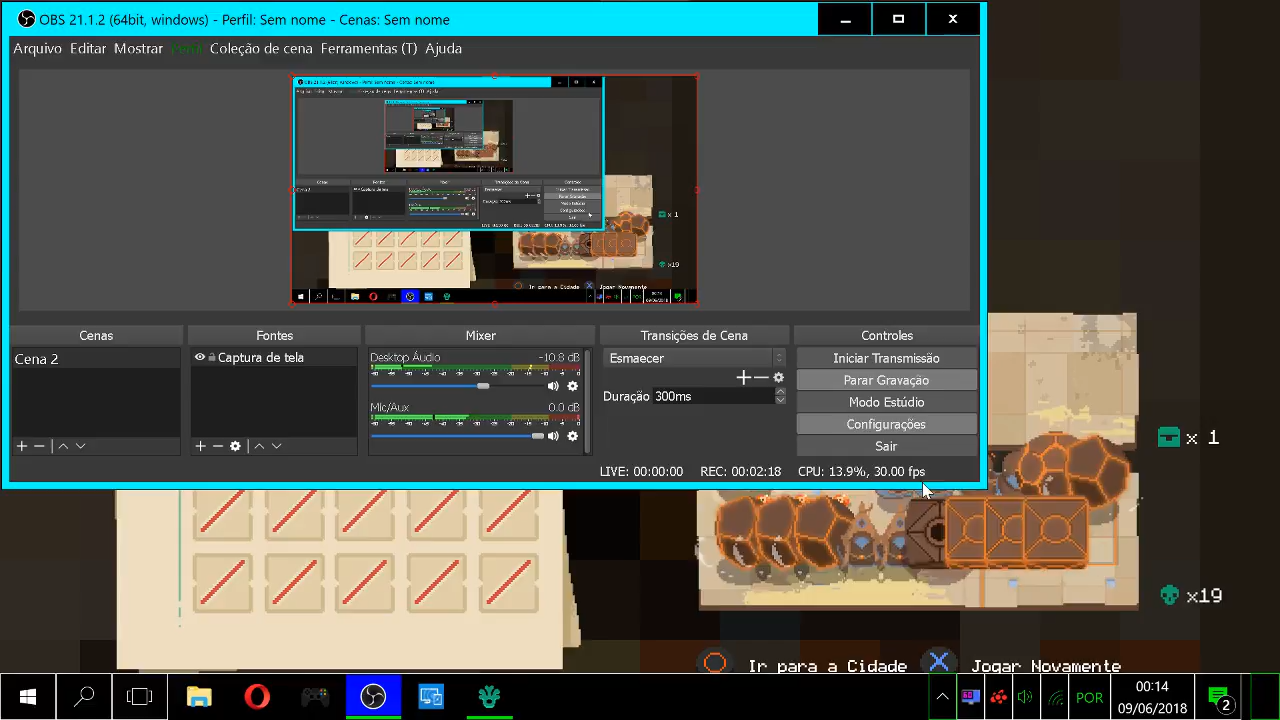 OBS 21.1.2 (64bit, windows) - Perfil: Sem nome - Cenas: Sem nome
Arquivo Editar Mostrar Perfil Coleção de cena Ferramentas (T) Ajuda
Cenas
Cena 2
Fontes
Captura de tela
Mixer
Desktop Áudio -10.8 dB
Mic/Aux 0.0 dB
Transições de Cena
Esmaecer
Duração 300ms
Controles
Iniciar Transmissão
Parar Gravação
Modo Estúdio
Configurações
Sair
LIVE: 00:00:00 REC: 00:02:18 CPU: 13.9%, 30.00 fps
x 1
x19
Ir para a Cidade Jogar Novamente
POR
00:14
09/06/2018
2